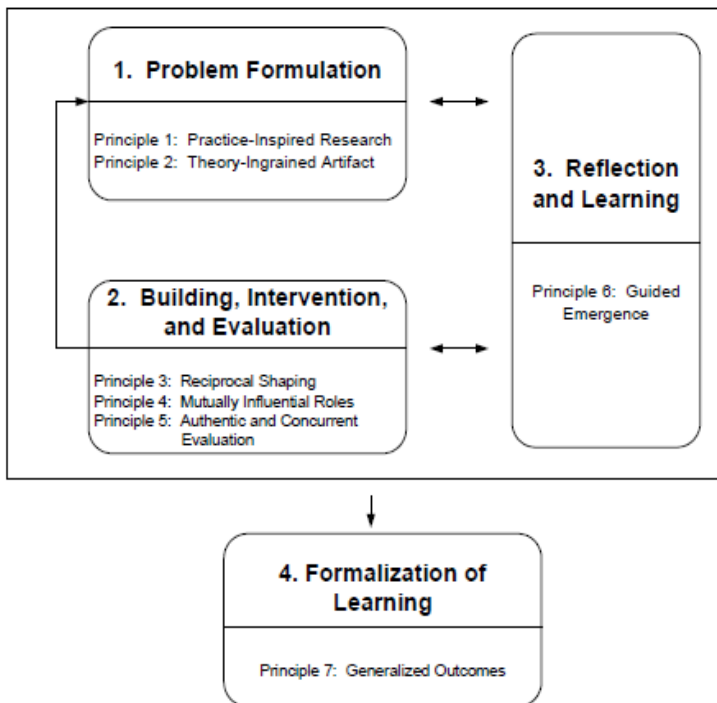 1. Problem Formulation
Principle 1: Practice-Inspired Research
Principle 2: Theory-Ingrained Artifact
2. Building, Intervention,
and Evaluation
Principle 3: Reciprocal Shaping
Principle 4: Mutually Influential Roles
Principle 5: Authentic and Concurrent
Evaluation
3. Reflection
and Learning
Principle 6: Guided
Emergence
4. Formalization of
Learning
Principle 7: Generalized Outcomes